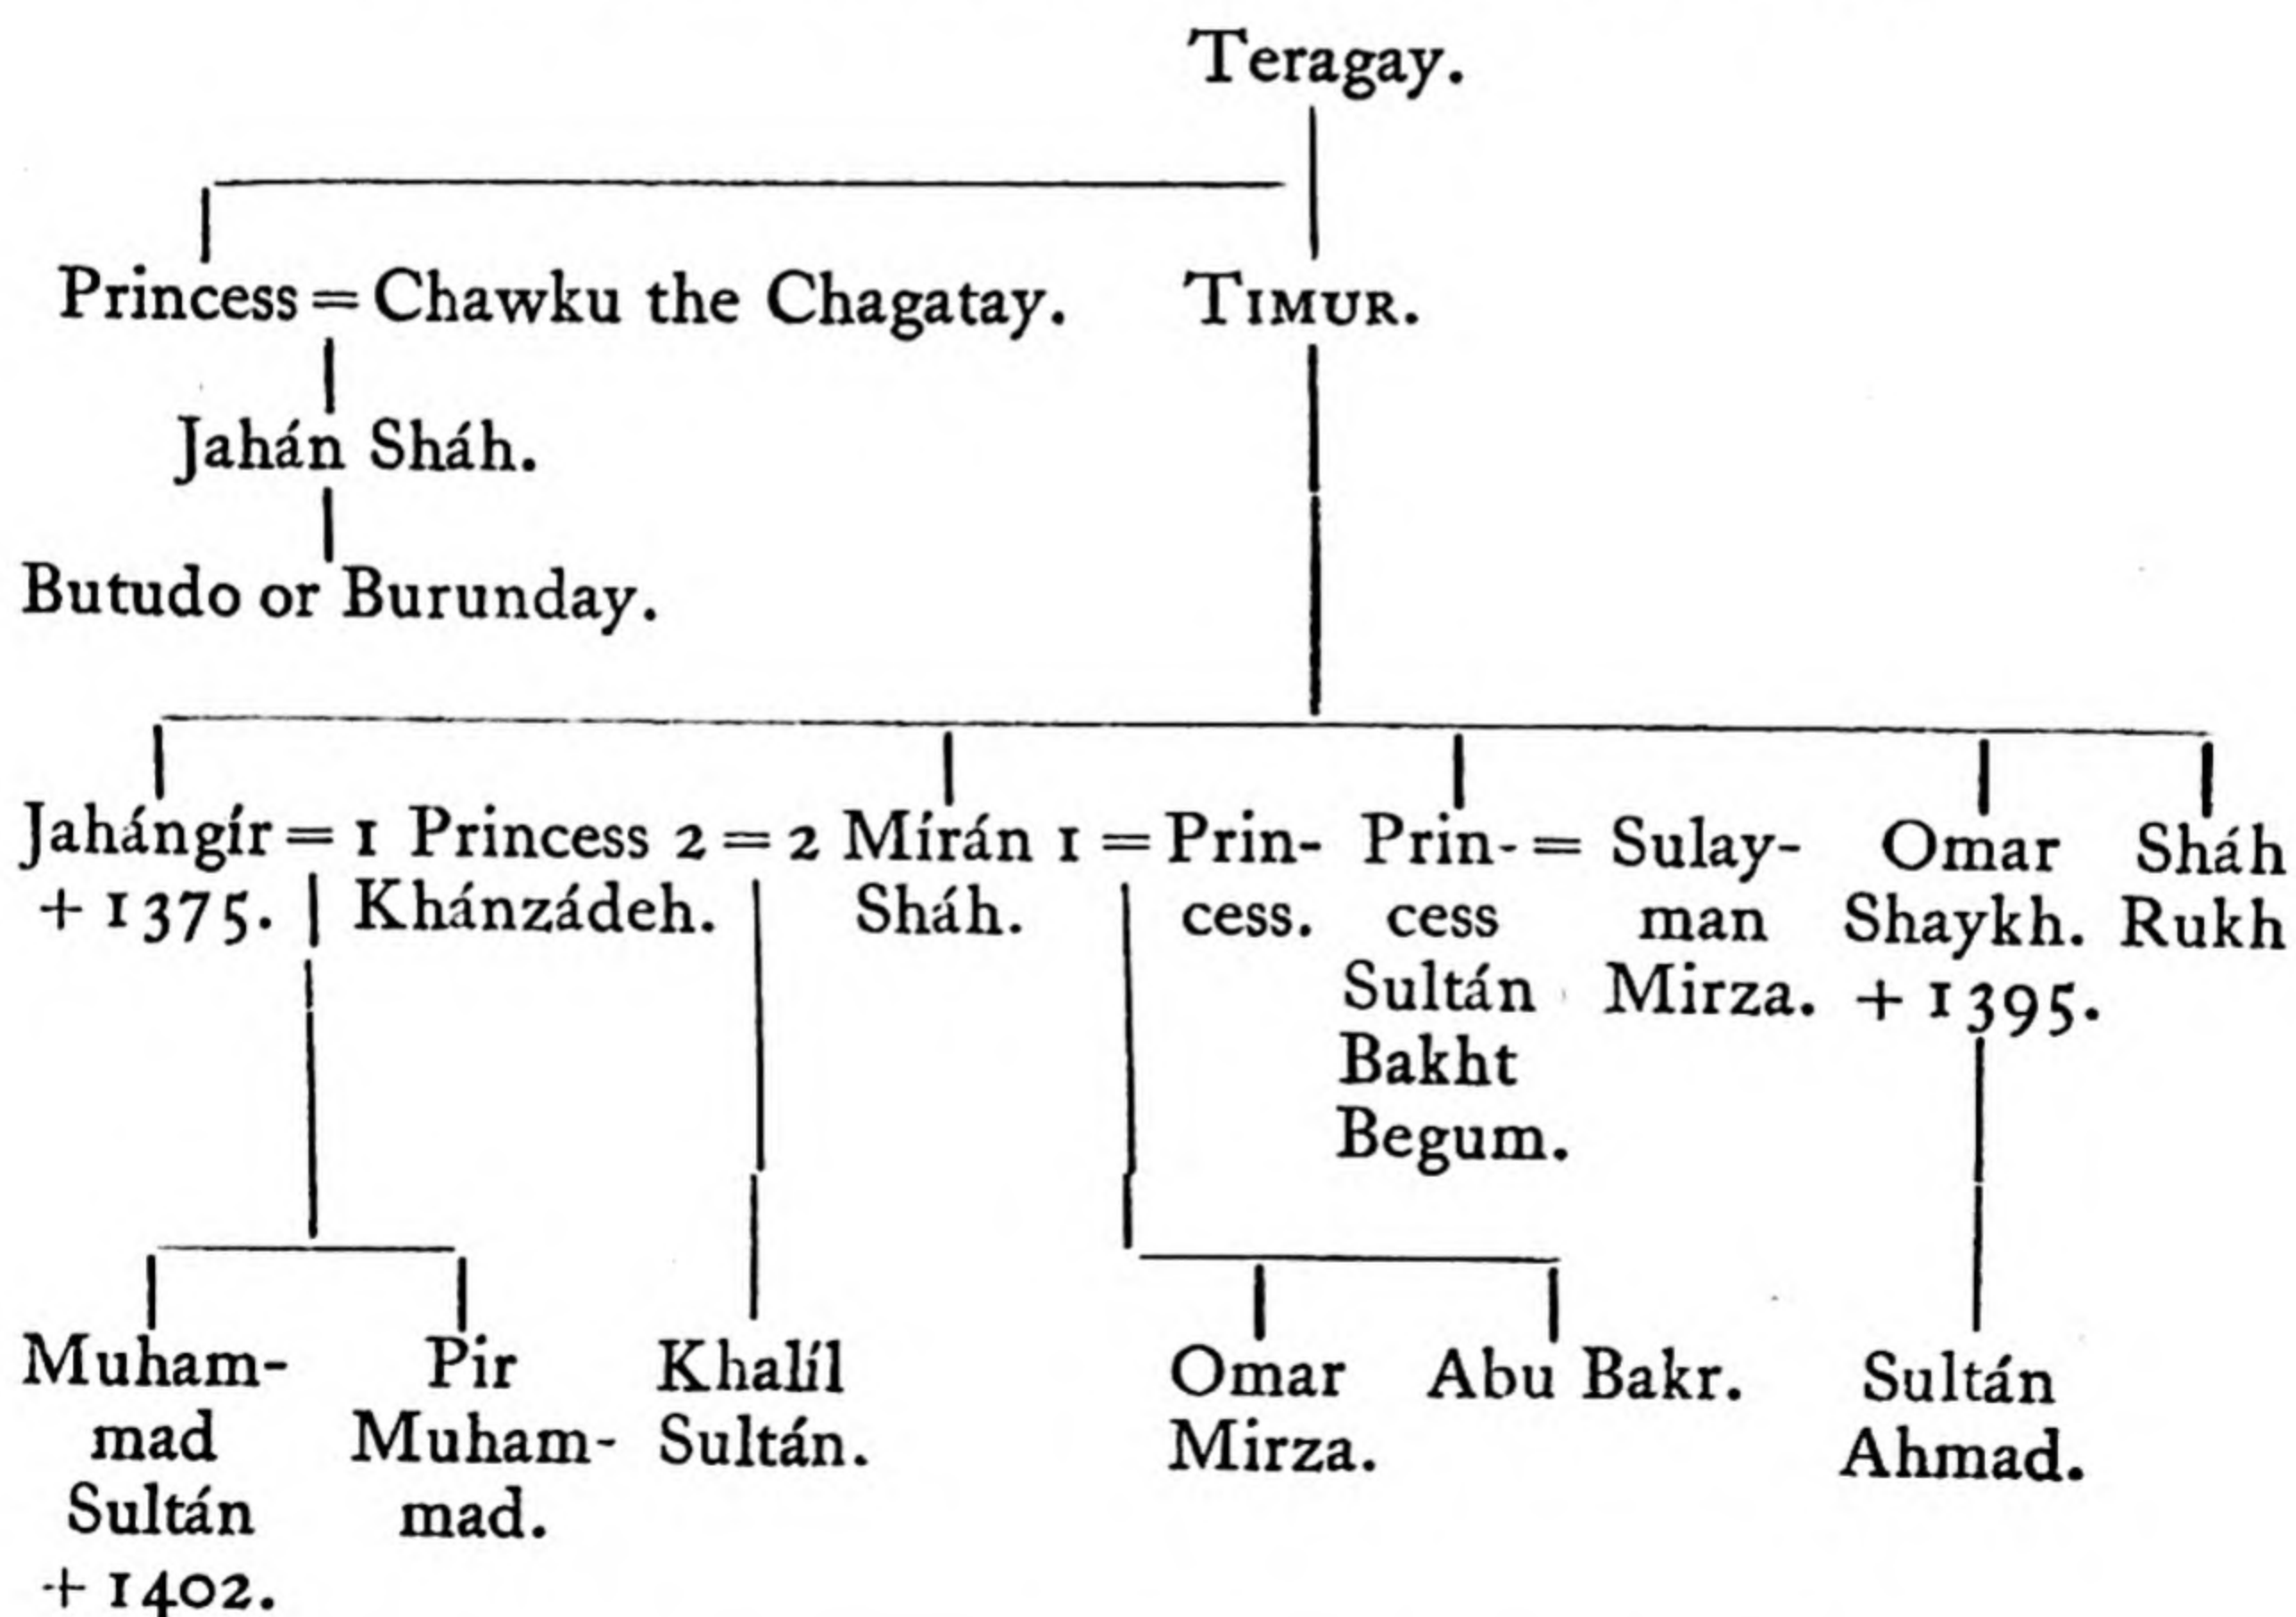 Teragay.
Princess = Chawku the Chagatay. TIMUR.
Jahán Sháh.
Butudo or Burunday.
Jahángír = 1 Princess 2 = 2 Mírán 1 = Prin- Prin- = Sulay- Omar Sháh
+ 1375. Khánzádeh. Sháh. cess. cess man Shaykh. Rukh
Sultán Mirza. + 1395.
Bakht
Begum.
Muham- Pir Khalíl Omar Abu Bakr. Sultán
mad Muham- Sultán. Mirza. Ahmad.
Sultán mad.
+ 1402.